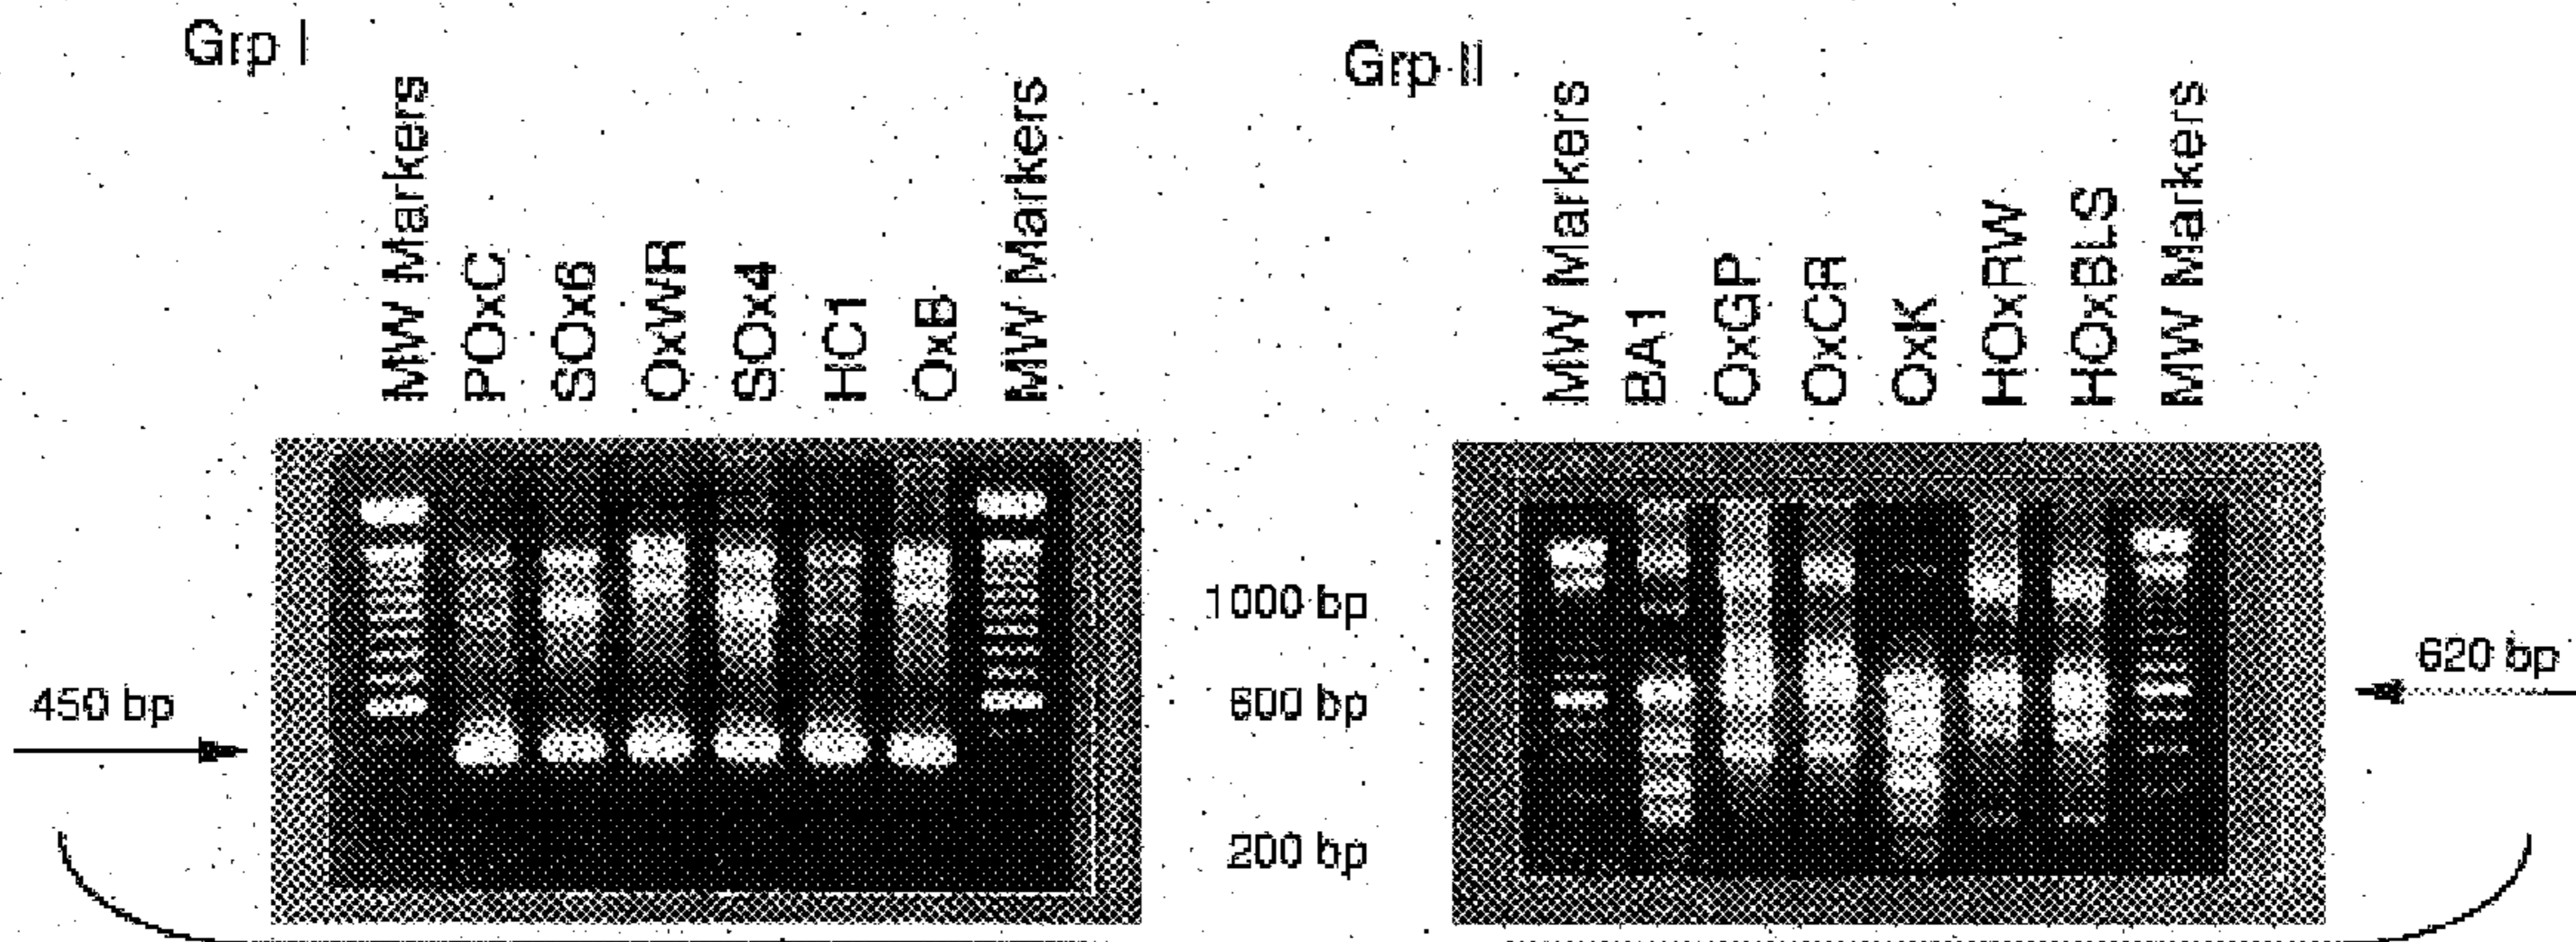 Grp I
MW Markers
POxC
SOx6
OxWR
SOx4
HC1
OxB
MW Markers
450 bp
1000 bp
600 bp
200 bp
Grp II
MW Markers
BA1
OxGP
OxCR
OxK
HOxRW
HOxBLS
MW Markers
620 bp